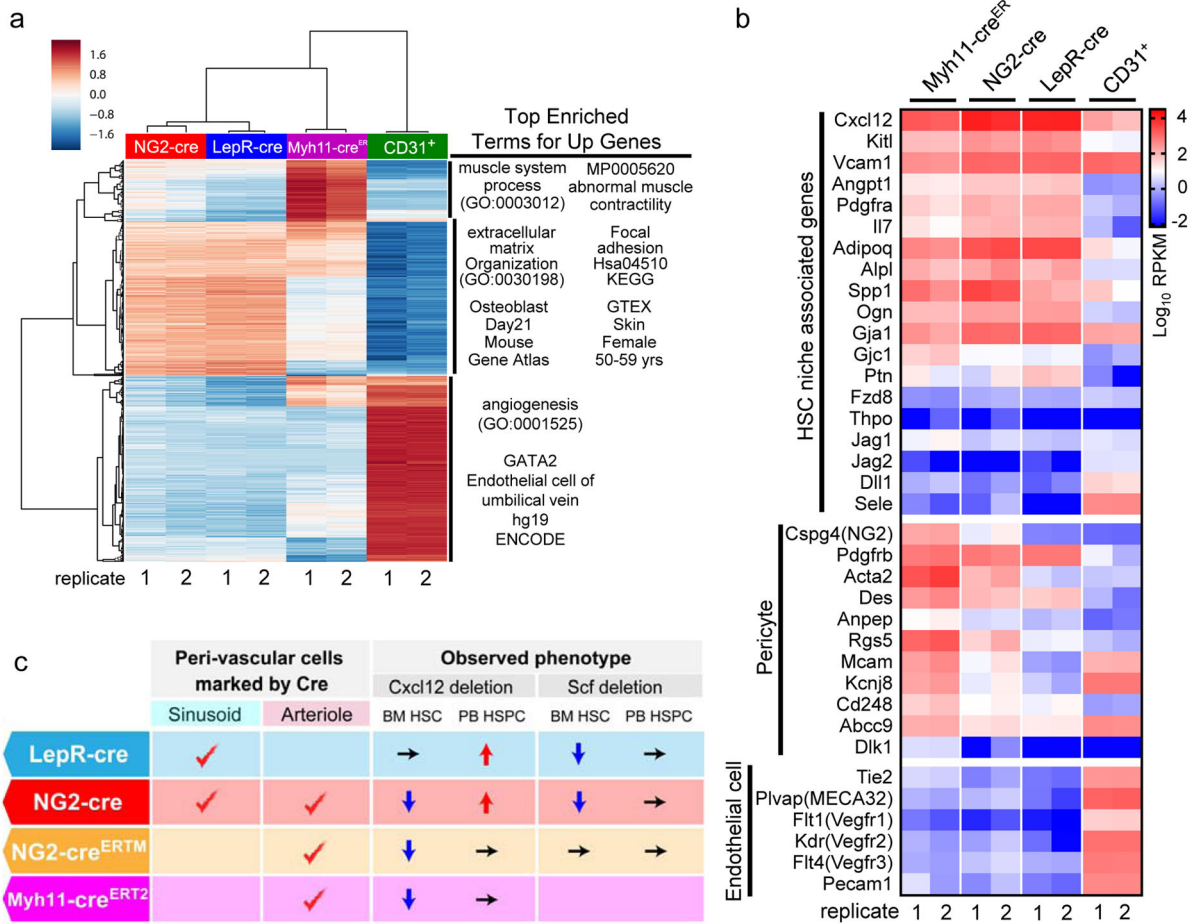 a
1.6
0.8
0.0
−0.8
−1.6
NG2-cre LepR-cre Myh11-creER CD31+
Top Enriched
Terms for Up Genes
muscle system
process
(GO:0003012)
MP0005620
abnormal muscle
contractility
extracellular
matrix
Organization
(GO:0030198)
Focal
adhesion
Hsa04510
KEGG
Osteoblast
Day21
Mouse
Gene Atlas
GTEX
Skin
Female
50-59 yrs
angiogenesis
(GO:0001525)
GATA2
Endothelial cell of
umbilical vein
hg19
ENCODE
replicate 1 2 1 2 1 2 1 2
b
Myh11-creER
NG2-cre
LepR-cre
CD31+
HSC niche associated genes
Cxcl12
Kitl
Vcam1
Angpt1
Pdgfra
Il7
Adipoq
Alpl
Spp1
Ogn
Gja1
Gjc1
Ptn
Fzd8
Thpo
Jag1
Jag2
Dll1
Sele
Pericyte
Cspg4(NG2)
Pdgfrb
Acta2
Des
Anpep
Rgs5
Mcam
Kcnj8
Cd248
Abcc9
Dlk1
Endothelial cell
Tie2
Plvap(MECA32)
Flt1(Vegfr1)
Kdr(Vegfr2)
Flt4(Vegfr3)
Pecam1
replicate 1 2 1 2 1 2 1 2
4
2
0
-2
Log10 RPKM
c
Peri-vascular cells
marked by Cre
Observed phenotype
Cxcl12 deletion Scf deletion
Sinusoid Arteriole BM HSC PB HSPC BM HSC PB HSPC
LepR-cre
NG2-cre
NG2-creERTM
Myh11-creERT2